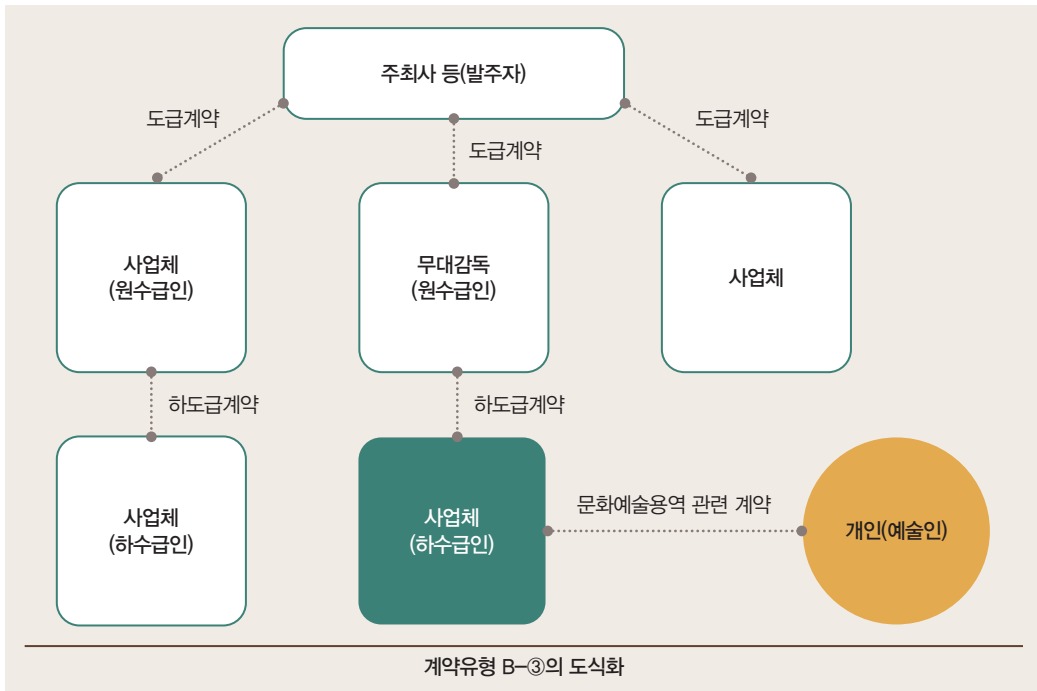 주최사 등(발주자)
도급계약
도급계약
도급계약
사업체
(원수급인)
무대감독
(원수급인)
사업체
하도급계약
하도급계약
사업체
(하수급인)
사업체
(하수급인)
문화예술용역 관련 계약
개인(예술인)
계약유형 B-③의 도식화